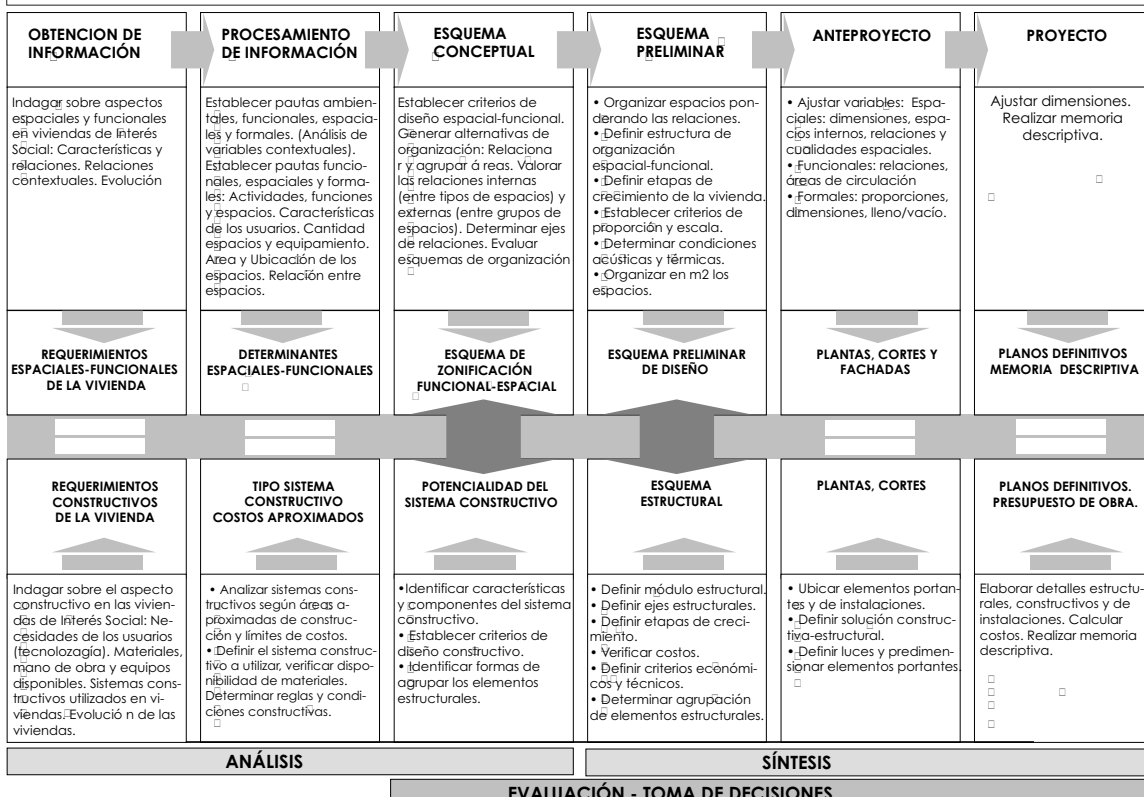 OBTENCION DE
INFORMACIÓN
PROCESAMIENTO
DE INFORMACIÓN
ESQUEMA
CONCEPTUAL
ESQUEMA
PRELIMINAR
ANTEPROYECTO
PROYECTO
Indagar sobre aspectos
espaciales y funcionales
en viviendas de Interés
Social: Características y
relaciones. Relaciones
contextuales. Evolución
Establecer pautas ambien-
tales, funcionales, espacia-
les y formales. (Análisis de
variables contextuales).
Establecer pautas funcio-
nales, espaciales y forma-
les: Actividades, funciones
y espacios. Características
de los usuarios. Cantidad
espacios y equipamiento.
Area y Ubicación de los
espacios. Relación entre
espacios.
Establecer criterios de
diseño espacial-funcional.
Generar alternativas de
organización: Relaciona
r y agrupar á reas. Valorar
las relaciones internas
(entre tipos de espacios) y
externas (entre grupos de
espacios). Determinar ejes
de relaciones. Evaluar
esquemas de organización
• Organizar espacios pon-
derando las relaciones.
• Definir estructura de
organización
espacial-funcional.
• Definir etapas de
crecimiento de la vivienda.
• Establecer criterios de
proporción y escala.
• Determinar condiciones
acústicas y térmicas.
• Organizar en m2 los
espacios.
• Ajustar variables: Espa-
ciales: dimensiones, espa-
cios internos, relaciones y
cualidades espaciales.
• Funcionales: relaciones,
áreas de circulación
• Formales: proporciones,
dimensiones, lleno/vacío.
Ajustar dimensiones.
Realizar memoria
descriptiva.
REQUERIMIENTOS
ESPACIALES-FUNCIONALES
DE LA VIVIENDA
DETERMINANTES
ESPACIALES-FUNCIONALES
ESQUEMA DE
ZONIFICACIÓN
FUNCIONAL-ESPACIAL
ESQUEMA PRELIMINAR
DE DISEÑO
PLANTAS, CORTES Y
FACHADAS
PLANOS DEFINITIVOS
MEMORIA DESCRIPTIVA
REQUERIMIENTOS
CONSTRUCTIVOS
DE LA VIVIENDA
TIPO SISTEMA
CONSTRUCTIVO
COSTOS APROXIMADOS
POTENCIALIDAD DEL
SISTEMA CONSTRUCTIVO
ESQUEMA
ESTRUCTURAL
PLANTAS, CORTES
PLANOS DEFINITIVOS.
PRESUPUESTO DE OBRA.
Indagar sobre el aspecto
constructivo en las vivien-
das de Interés Social: Ne-
cesidades de los usuarios
(tecnolozagía). Materiales,
mano de obra y equipos
disponibles. Sistemas cons-
tructivos utilizados en vi-
viendas. Evolució n de las
viviendas.
• Analizar sistemas cons-
tructivos según áreas a-
proximadas de construc-
ción y límites de costos.
• Definir el sistema construc-
tivo a utilizar, verificar dispo-
nibilidad de materiales.
Determinar reglas y condi-
ciones constructivas.
•Identificar características
y componentes del sistema
constructivo.
• Establecer criterios de
diseño constructivo.
• Identificar formas de
agrupar los elementos
estructurales.
• Definir módulo estructural.
• Definir ejes estructurales.
• Definir etapas de creci-
miento.
• Verificar costos.
• Definir criterios económi-
cos y técnicos.
• Determinar agrupación
de elementos estructurales.
• Ubicar elementos portan-
tes y de instalaciones.
• Definir solución construc-
tiva-estructural.
• Definir luces y predimen-
sionar elementos portantes.
Elaborar detalles estructu-
rales, constructivos y de
instalaciones. Calcular
costos. Realizar memoria
descriptiva.
ANÁLISIS
SÍNTESIS
EVALUACIÓN - TOMA DE DECISIONES